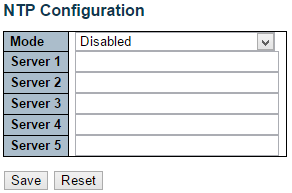 NTP Configuration
Mode Disabled
Server 1
Server 2
Server 3
Server 4
Server 5
Save Reset